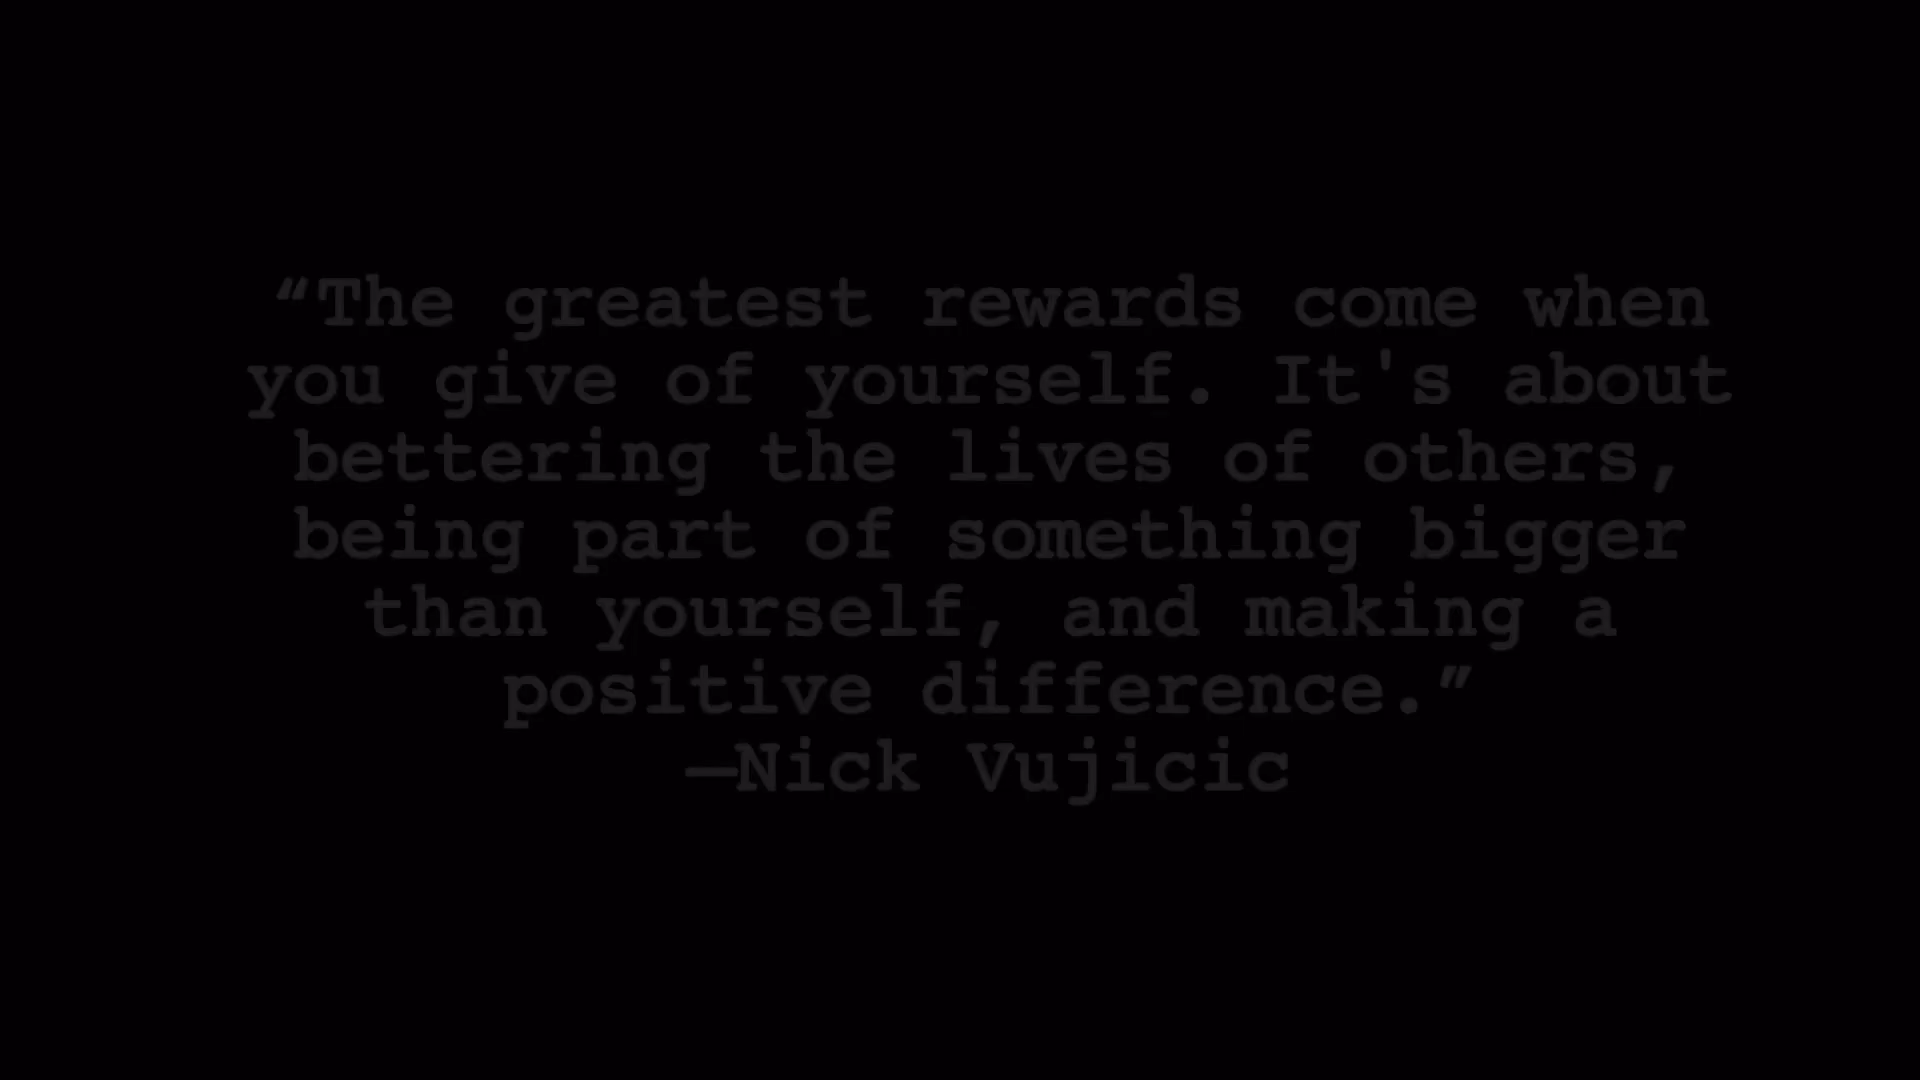 “The greatest rewards come when
you give of yourself. It's about
bettering the lives of others,
being part of something bigger
than yourself, and making a
positive difference.”
—Nick Vujicic